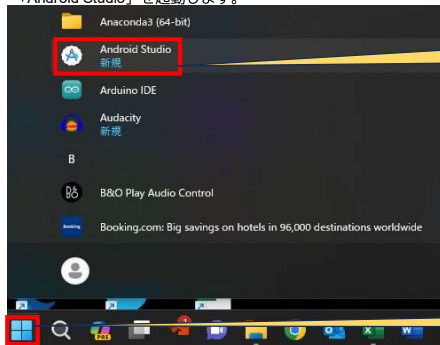 「Android Studio」を起動します。
Anaconda3 (64-bit)
Android Studio
新規
Arduino IDE
Audacity
新規
B
B&O Play Audio Control
Booking.com: Big savings on hotels in 96,000 destinations worldwide